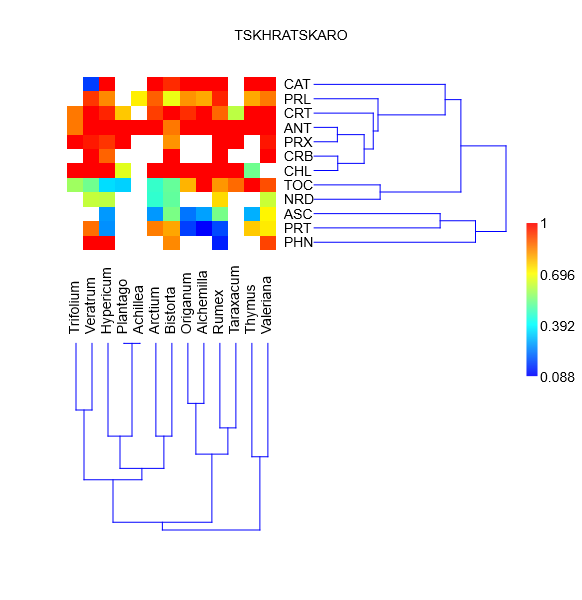 TSKHRATSKARO
CAT
PRL
CRT
ANT
PRX
CRB
CHL
TOC
NRD
ASC
PRT
PHN
1
0.696
0.392
0.088
Trifolium
Veratrum
Hypericum
Plantago
Achillea
Arctium
Bistorta
Origanum
Alchemilla
Rumex
Taraxacum
Thymus
Valeriana